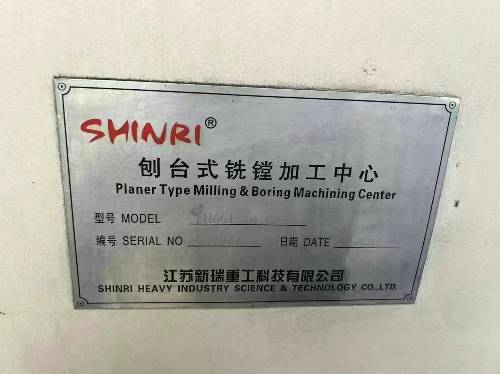 SHINRI®
刨台式铣镗加工中心
Planer Type Milling & Boring Machining Center
型号 MODEL
编号 SERIAL NO 日期 DATE
江苏新瑞重工科技有限公司
SHINRI HEAVY INDUSTRY SCIENCE & TECHNOLOGY CO.,LTD.